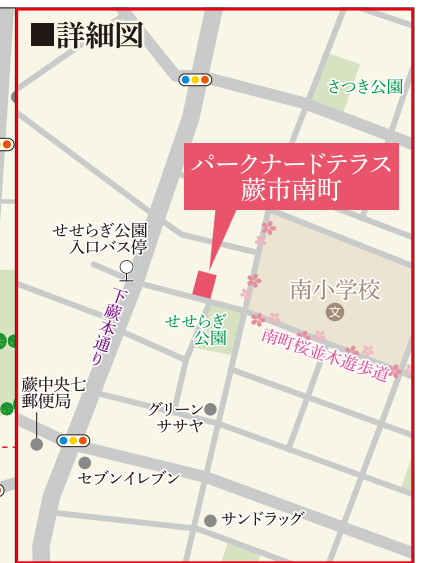 ■詳細図
さつき公園
パークナードテラス
蕨市南町
せせらぎ公園
入口バス停
南小学校
文
下蕨本通り
せせらぎ
公園
南町桜並木遊歩道
蕨中央七
郵便局
グリーン
ササヤ
セブンイレブン
サンドラッグ